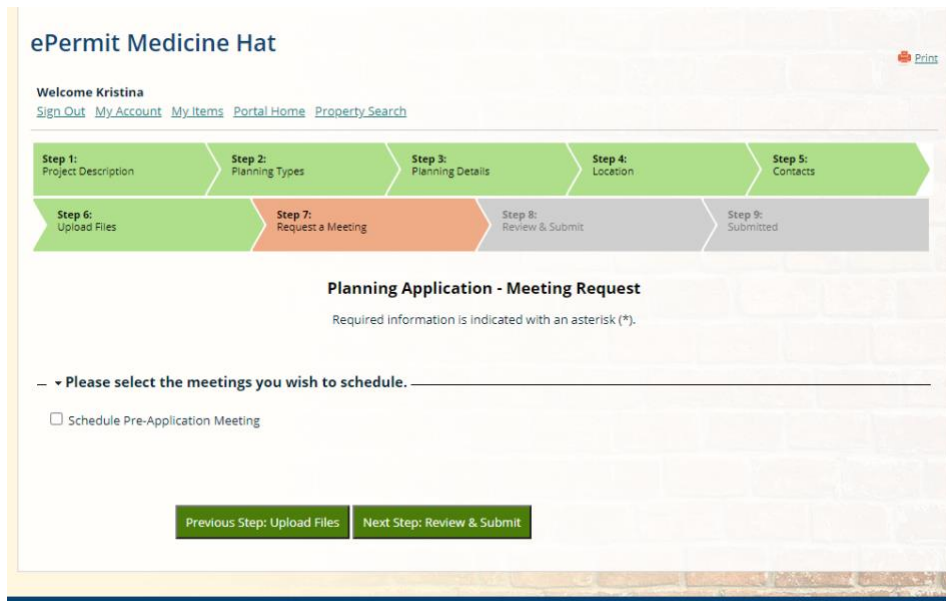 ePermit Medicine Hat
Print
Welcome Kristina
Sign Out My Account My Items Portal Home Property Search
Step 1: Step 2: Step 3: Step 4: Step 5:
Project Description Planning Types Planning Details Location Contacts
Step 6: Step 7: Step 8: Step 9:
Upload Files Request a Meeting Review & Submit Submitted
Planning Application - Meeting Request
Required information is indicated with an asterisk (*).
Please select the meetings you wish to schedule.
Schedule Pre-Application Meeting
Previous Step: Upload Files Next Step: Review & Submit